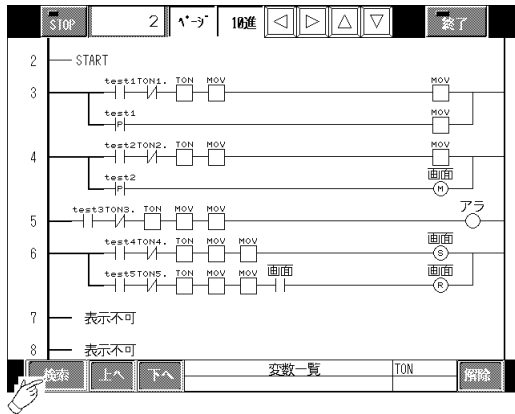 STOP 2 ﾍﾟｰｼﾞ 10進 終了
2 START
test1TON1. TON MOV MOV
3
test1 MOV
P
test2TON2. TON MOV MOV
4
test2 画面
P M
test3TON3. TON MOV MOV アラ
5
test4TON4. TON MOV MOV 画面
6 S
test5TON5. TON MOV MOV 画面 画面
R
7 表示不可
8 表示不可
検索 上へ 下へ 変数一覧 TON 解除